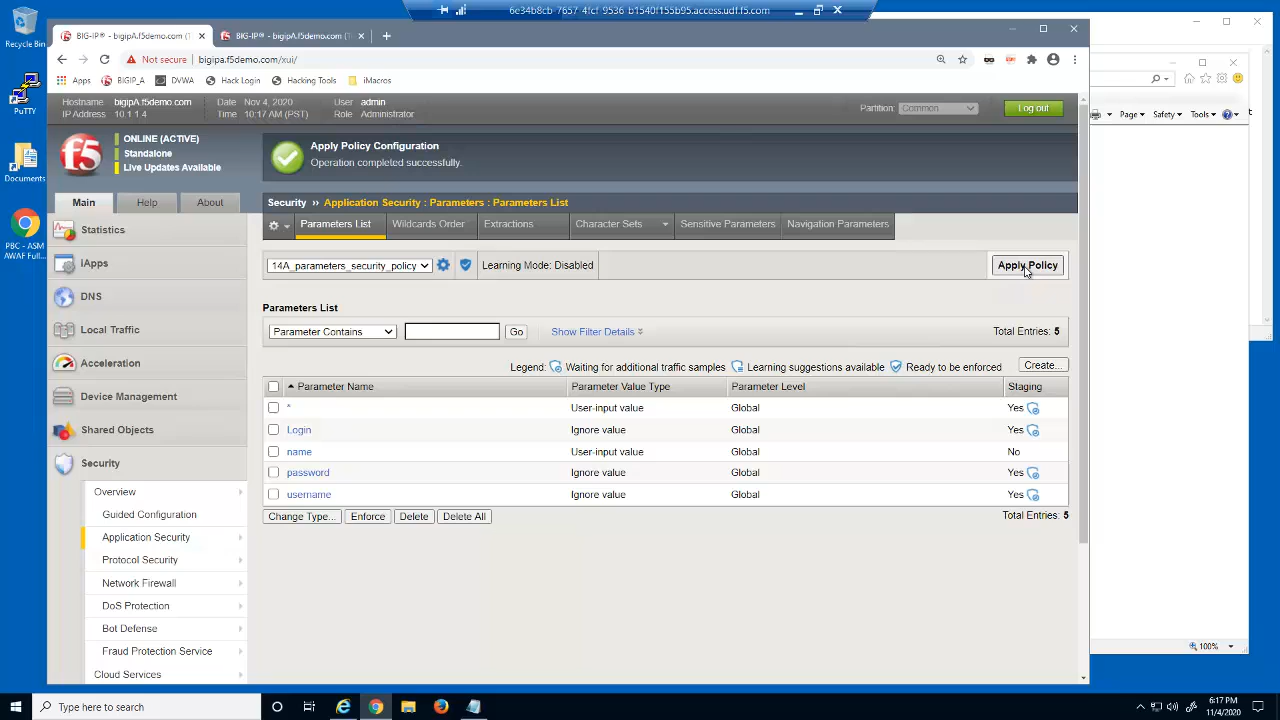 6e34b8cb-7657-4fcf-9536-b1540f155b95.access.udf.f5.com
Recycle Bin
PuTTY
Documents
PBC - ASM
AWAF Full...
BIG-IP® - bigipA.f5demo.com (1
BIG-IP® - bigipA.f5demo.com (1
Not secure
bigipa.f5demo.com/xui/
Apps
BIGIP_A
DVWA
Hack Login
Hacking Tools
iMacros
Hostname bigipA.f5demo.com
IP Address 10.1.1.4
Date Nov 4, 2020
Time 10:17 AM (PST)
User admin
Role Administrator
Partition: Common
Log out
f5
ONLINE (ACTIVE)
Standalone
Live Updates Available
Apply Policy Configuration
Operation completed successfully.
Main
Help
About
Security ›› Application Security : Parameters : Parameters List
Parameters List
Wildcards Order
Extractions
Character Sets
Sensitive Parameters
Navigation Parameters
14A_parameters_security_policy
Learning Mode: Disabled
Apply Policy
Parameters List
Parameter Contains
Go
Show Filter Details
Total Entries: 5
Legend: Waiting for additional traffic samples Learning suggestions available Ready to be enforced
Create...
Parameter Name Parameter Value Type Parameter Level Staging
* User-input value Global Yes
Login Ignore value Global Yes
name User-input value Global No
password Ignore value Global Yes
username Ignore value Global Yes
Change Type...
Enforce
Delete
Delete All
Total Entries: 5
Statistics
iApps
DNS
Local Traffic
Acceleration
Device Management
Shared Objects
Security
Overview
Guided Configuration
Application Security
Protocol Security
Network Firewall
DoS Protection
Bot Defense
Fraud Protection Service
Cloud Services
Page
Safety
Tools
100%
Type here to search
6:17 PM
11/4/2020